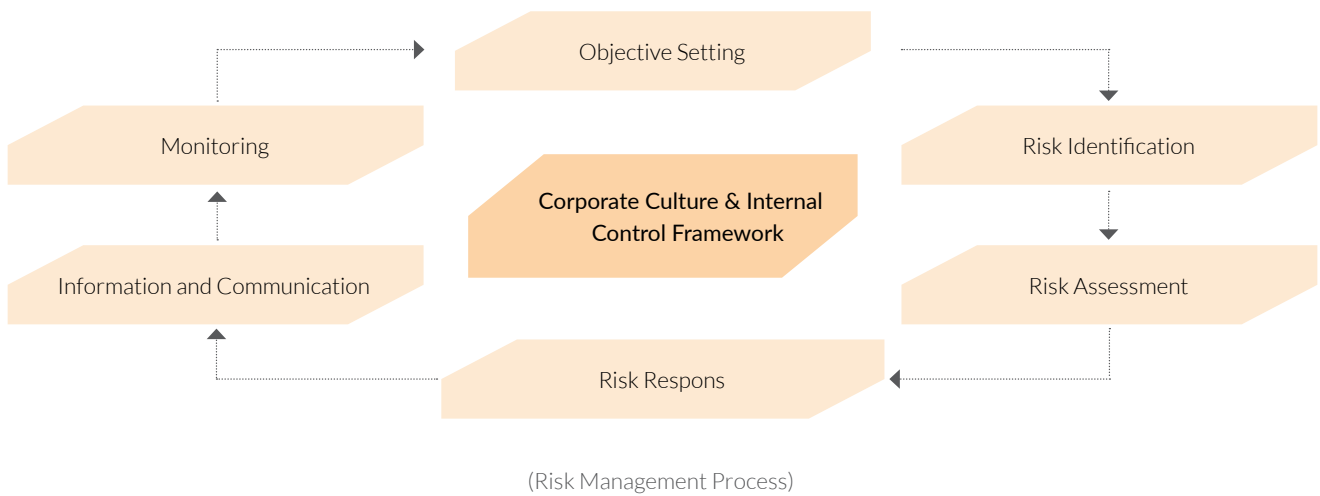 Objective Setting
Monitoring
Risk Identification
Corporate Culture & Internal
Control Framework
Information and Communication
Risk Assessment
Risk Respons
(Risk Management Process)